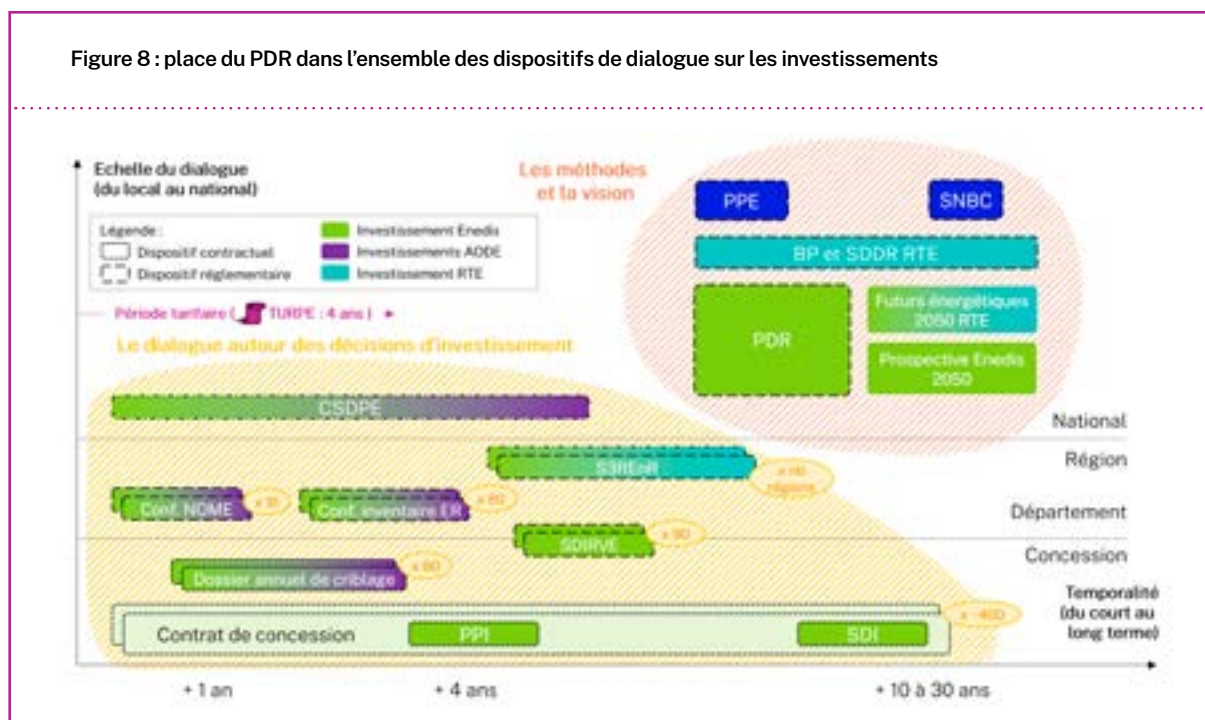 Figure 8 : place du PDR dans l’ensemble des dispositifs de dialogue sur les investissements
Echelle du dialogue
(du local au national)
Légende :
Dispositif contractuel
Dispositif réglementaire
Investissement Enedis
Investissements AODE
Investissement RTE
Période tarifaire ( TURPE : 4 ans )
Les méthodes
et la vision
PPE
SNBC
BP et SDDR RTE
PDR
Futurs énergétiques
2050 RTE
Prospective Enedis
2050
Le dialogue autour des décisions d’investissement
CSDPE
National
S3REnR
x nb
régions
Région
Conf. NOME
Conf. inventaire ER
Département
SDIRVE
x 90
Concession
Dossier annuel de criblage
Temporalité
(du court au
long terme)
Contrat de concession
PPI
SDI
+ 1 an
+ 4 ans
+ 10 à 30 ans